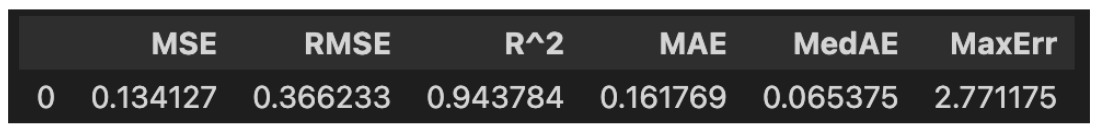 MSE RMSE R^2 MAE MedAE MaxErr
0 0.134127 0.366233 0.943784 0.161769 0.065375 2.771175